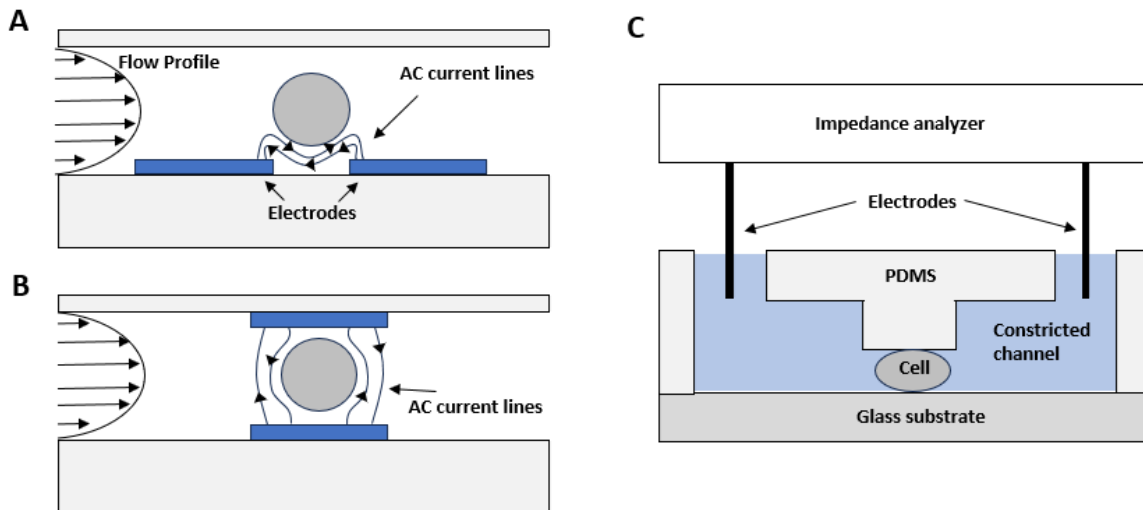 A
Flow Profile
AC current lines
Electrodes
B
AC current lines
C
Impedance analyzer
Electrodes
PDMS
Constricted
channel
Cell
Glass substrate